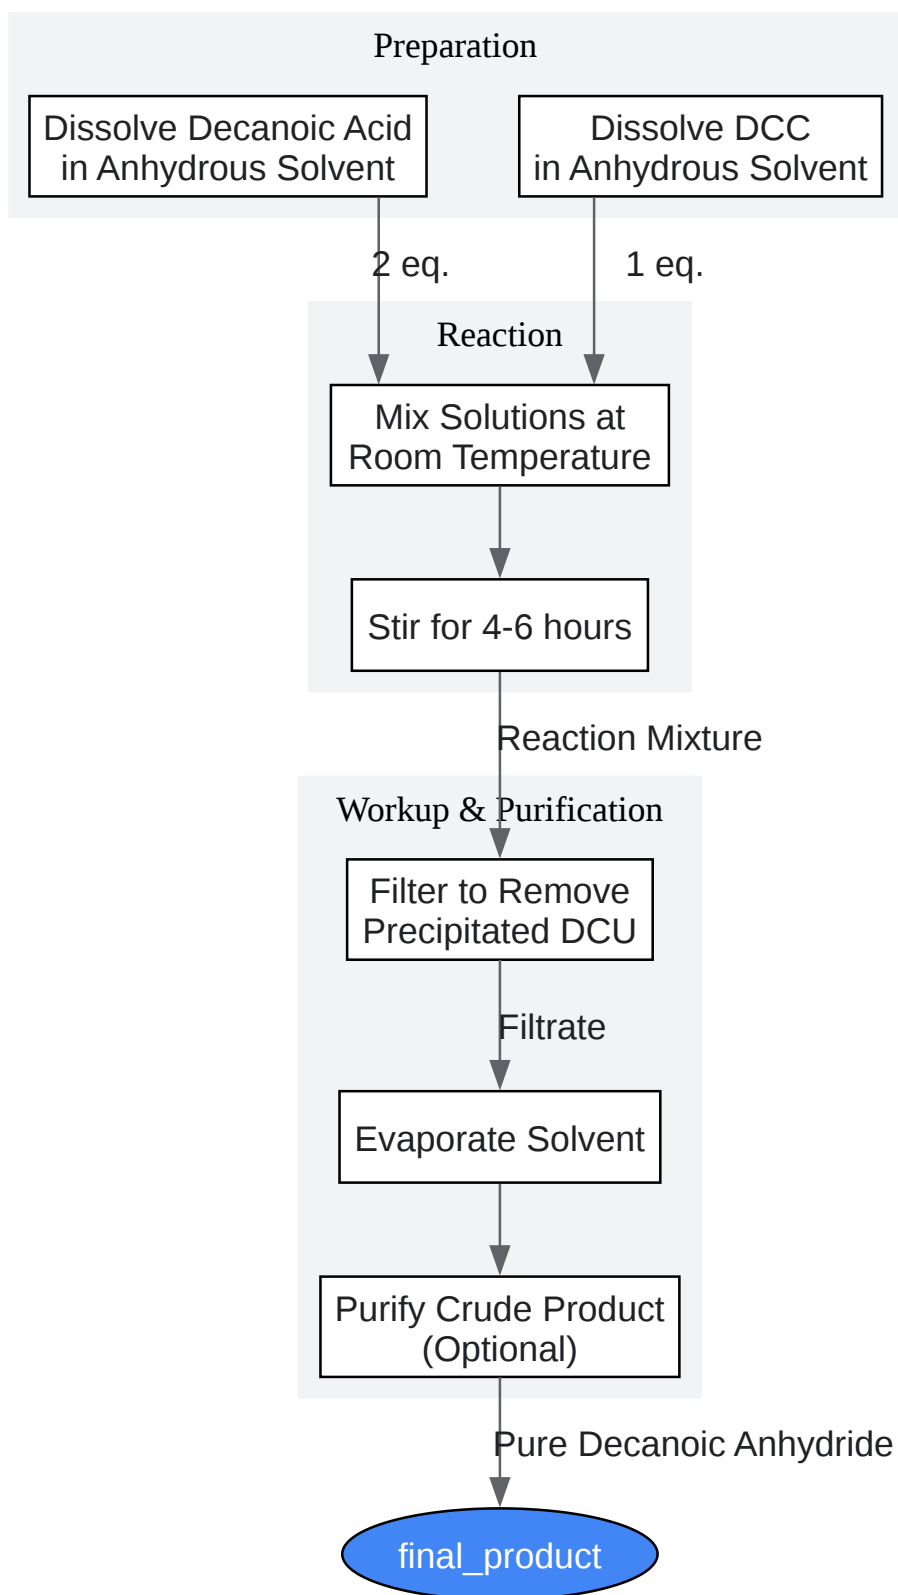 Preparation
Dissolve Decanoic Acid
in Anhydrous Solvent
Dissolve DCC
in Anhydrous Solvent
2 eq.
1 eq.
Reaction
Mix Solutions at
Room Temperature
Stir for 4-6 hours
Reaction Mixture
Workup & Purification
Filter to Remove
Precipitated DCU
Filtrate
Evaporate Solvent
Purify Crude Product
(Optional)
Pure Decanoic Anhydride
final_product